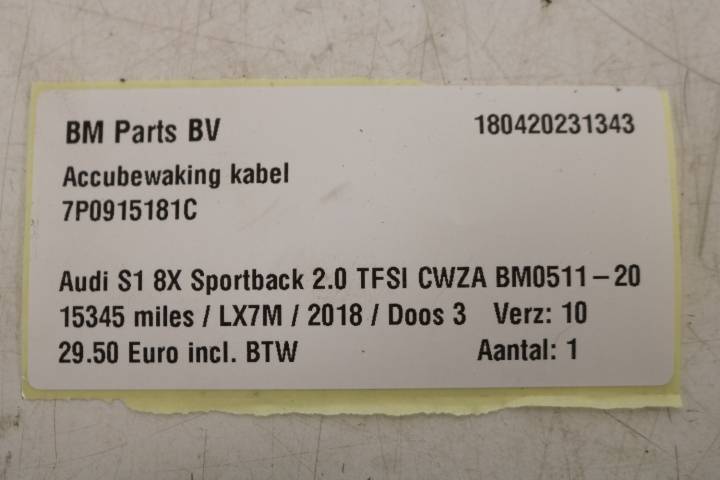 BM Parts BV 180420231343
Accubewaking kabel
7P0915181C
Audi S1 8X Sportback 2.0 TFSI CWZA BM0511-20
15345 miles / LX7M / 2018 / Doos 3 Verz: 10
29.50 Euro incl. BTW Aantal: 1